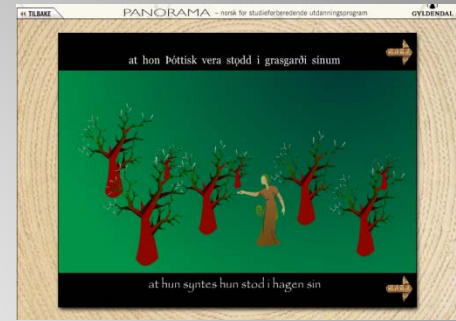 ◄◄ TILBAKE
PANORAMA – norsk for studieforberedende utdanningsprogram
GYLDENDAL
at hon Þóttisk vera stǫdd i grasgarði sínum
at hun syntes hun stod i hagen sin